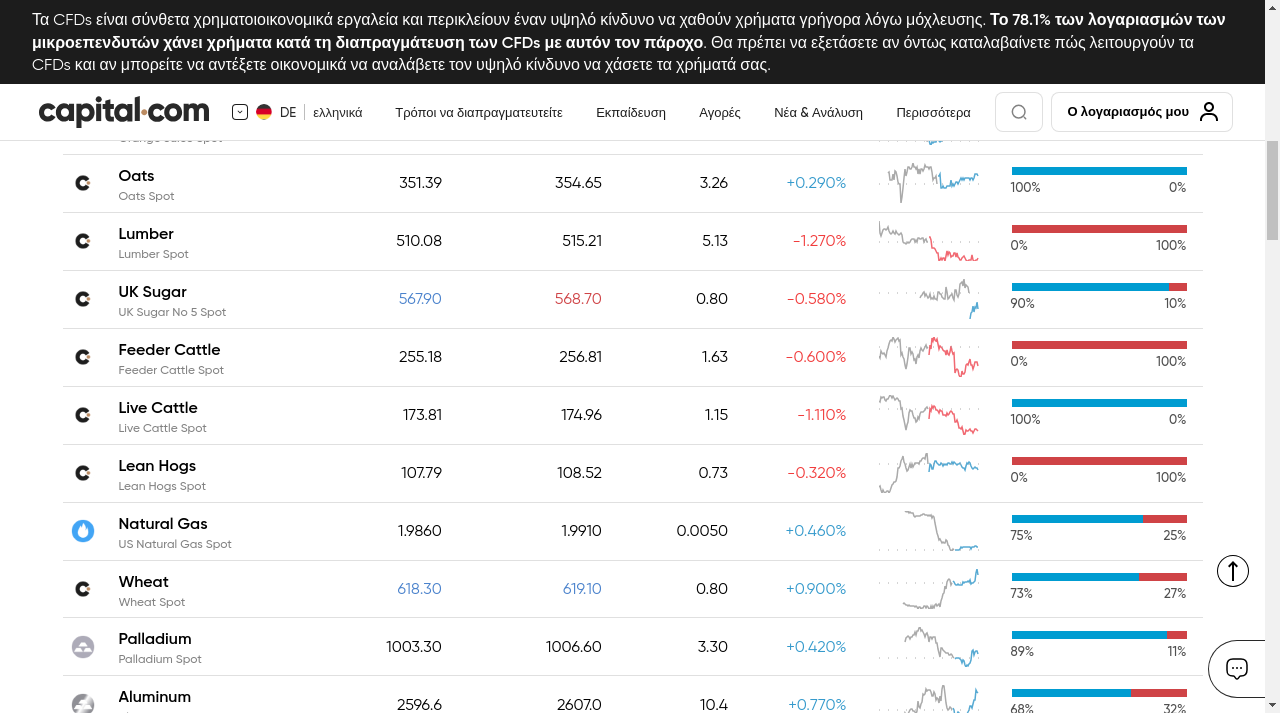 Τα CFDs είναι σύνθετα χρηματοιοικονομικά εργαλεία και περικλείουν έναν υψηλό κίνδυνο να χαθούν χρήματα γρήγορα λόγω μόχλευσης. Το 78.1% των λογαριασμών των
μικροεπενδυτών χάνει χρήματα κατά τη διαπραγμάτευση των CFDs με αυτόν τον πάροχο. Θα πρέπει να εξετάσετε αν όντως καταλαβαίνετε πώς λειτουργούν τα
CFDs και αν μπορείτε να αντέξετε οικονομικά να αναλάβετε τον υψηλό κίνδυνο να χάσετε τα χρήματά σας.
capital.com DE ελληνικά Τρόποι να διαπραγματευτείτε Εκπαίδευση Αγορές Νέα & Ανάλυση Περισσότερα Ο λογαριασμός μου
Oats 351.39 354.65 3.26 +0.290% 100% 0%
Oats Spot
Lumber 510.08 515.21 5.13 -1.270% 0% 100%
Lumber Spot
UK Sugar 567.90 568.70 0.80 -0.580% 90% 10%
UK Sugar No 5 Spot
Feeder Cattle 255.18 256.81 1.63 -0.600% 0% 100%
Feeder Cattle Spot
Live Cattle 173.81 174.96 1.15 -1.110% 100% 0%
Live Cattle Spot
Lean Hogs 107.79 108.52 0.73 -0.320% 0% 100%
Lean Hogs Spot
Natural Gas 1.9860 1.9910 0.0050 +0.460% 75% 25%
US Natural Gas Spot
Wheat 618.30 619.10 0.80 +0.900% 73% 27%
Wheat Spot
Palladium 1003.30 1006.60 3.30 +0.420% 89% 11%
Palladium Spot
Aluminum 2596.6 2607.0 10.4 +0.770% 68% 32%